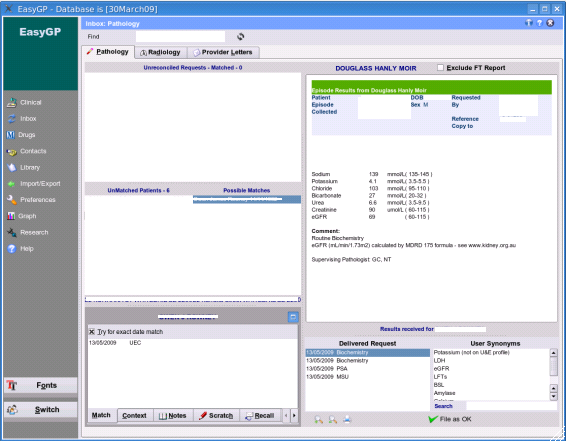 EasyGP - Database is [30March09]
EasyGP
Inbox: Pathology
Find
Pathology
Radiology
Provider Letters
Unreconciled Requests - Matched - 0
UnMatched Patients - 6
Possible Matches
Clinical
Inbox
Drugs
Contacts
Library
Import/Export
Preferences
Graph
Research
Help
Fonts
Switch
Try for exact date match
13/05/2009 UEC
Match
Context
Notes
Scratch
Recall
DOUGLASS HANLY MOIR
Exclude FT Report
Episode Results from Douglass Hanly Moir
Patient DOB Requested
Episode Sex M By
Collected
Reference
Copy to
Sodium 139 mmol/L( 135-145 )
Potassium 4.1 mmol/L( 3.5-5.5 )
Chloride 103 mmol/L( 95-110 )
Bicarbonate 27 mmol/L( 20-32 )
Urea 6.6 mmol/L( 3.5-9.5 )
Creatinine 90 umol/L ( 60-115 )
eGFR 69 ( 60-115 )
Comment:
Routine Biochemistry
eGFR (mL/min/1.73m2) calculated by MDRD 175 formula - see www.kidney.org.au
Supervising Pathologist: GC, NT
Results received for
Delivered Request
13/05/2009 Biochemistry
13/05/2009 Biochemistry
13/05/2009 PSA
13/05/2009 MSU
User Synonyms
Potassium (not on U&E profile)
LDH
eGFR
LFTs
BSL
Amylase
Search
File as OK